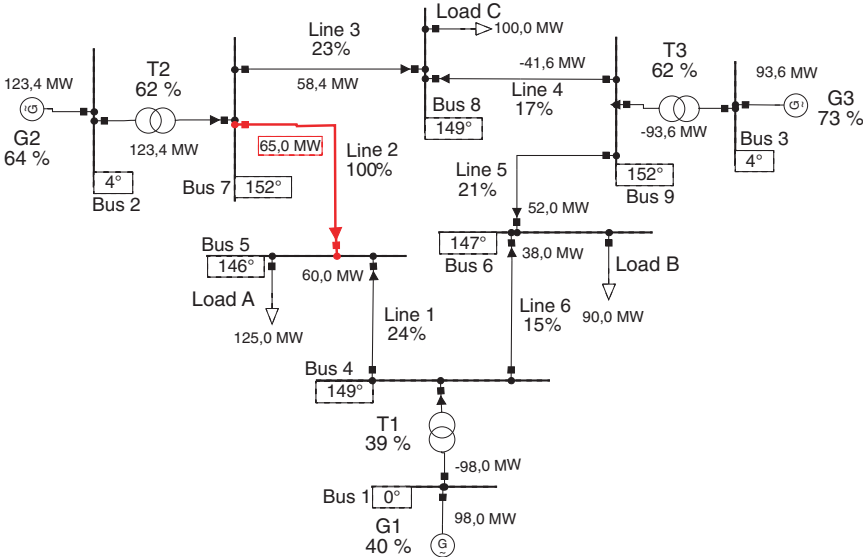 Load C
100,0 MW
Line 3
23%
58,4 MW
-41,6 MW
Line 4
17%
T3
62 %
-93,6 MW
93,6 MW
G3
73 %
~G
123,4 MW
T2
62 %
~G
G2
64 %
123,4 MW
4°
Bus 2
Bus 7
152°
65,0 MW
Line 2
100%
Bus 8
149°
Line 5
21%
152°
Bus 9
Bus 3
4°
52,0 MW
Bus 5
146°
60,0 MW
147°
Bus 6
38,0 MW
Load B
Load A
125,0 MW
Line 1
24%
Line 6
15%
90,0 MW
Bus 4
149°
T1
39 %
-98,0 MW
Bus 1
0°
G1
40 %
98,0 MW
G
~